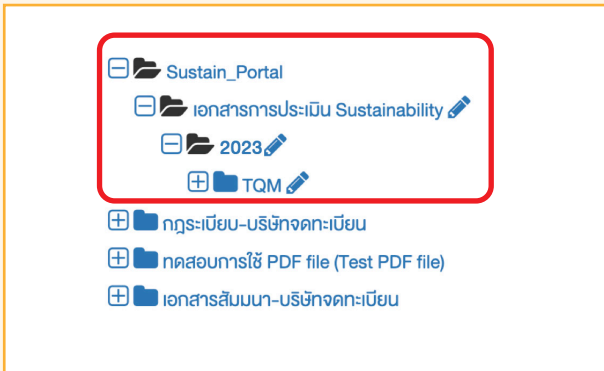 Sustain_Portal
เอกสารการประเมิน Sustainability
2023
TQM
กฎระเบียบ-บริษัทจดทะเบียน
ทดสอบการใช้ PDF file (Test PDF file)
เอกสารสัมมนา-บริษัทจดทะเบียน